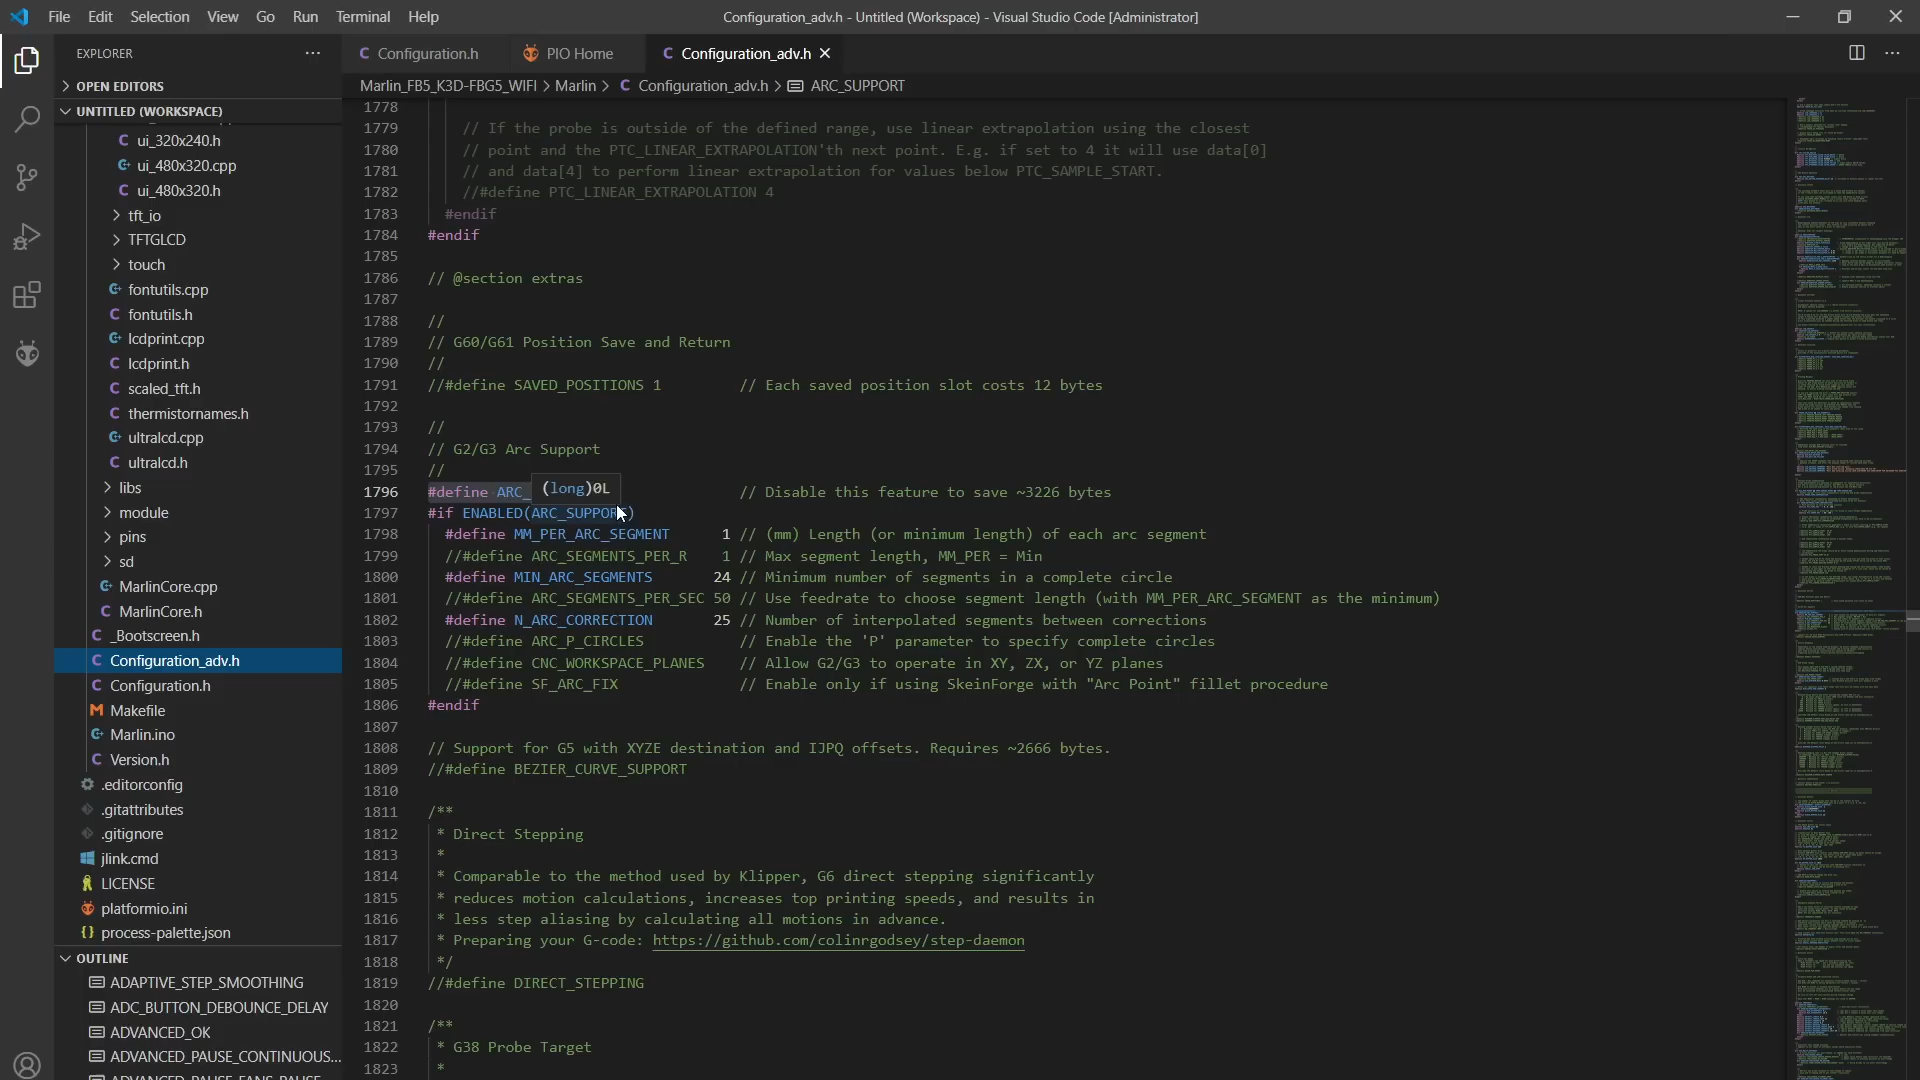 File Edit Selection View Go Run Terminal Help
Configuration_adv.h - Untitled (Workspace) - Visual Studio Code [Administrator]
EXPLORER
Configuration.h
PIO Home
Configuration_adv.h
OPEN EDITORS
UNTITLED (WORKSPACE)
ui_320x240.h
ui_480x320.cpp
ui_480x320.h
tft_io
TFTGLCD
touch
fontutils.cpp
fontutils.h
lcdprint.cpp
lcdprint.h
scaled_tft.h
thermistornames.h
ultralcd.cpp
ultralcd.h
libs
module
pins
sd
MarlinCore.cpp
MarlinCore.h
_Bootscreen.h
Configuration_adv.h
Configuration.h
Makefile
Marlin.ino
Version.h
.editorconfig
.gitattributes
.gitignore
jlink.cmd
LICENSE
platformio.ini
process-palette.json
OUTLINE
ADAPTIVE_STEP_SMOOTHING
ADC_BUTTON_DEBOUNCE_DELAY
ADVANCED_OK
ADVANCED_PAUSE_CONTINUOUS...
Marlin_FB5_K3D-FBG5_WIFI > Marlin > C Configuration_adv.h > ARC_SUPPORT
1778
1779 // If the probe is outside of the defined range, use linear extrapolation using the closest
1780 // point and the PTC_LINEAR_EXTRAPOLATION'th next point. E.g. if set to 4 it will use data[0]
1781 // and data[4] to perform linear extrapolation for values below PTC_SAMPLE_START.
1782 //#define PTC_LINEAR_EXTRAPOLATION 4
1783 #endif
1784 #endif
1785
1786 // @section extras
1787
1788 //
1789 // G60/G61 Position Save and Return
1790 //
1791 //#define SAVED_POSITIONS 1 // Each saved position slot costs 12 bytes
1792
1793 //
1794 // G2/G3 Arc Support
1795 //
1796 #define ARC_ (long)0L // Disable this feature to save ~3226 bytes
1797 #if ENABLED(ARC_SUPPORT)
1798 #define MM_PER_ARC_SEGMENT 1 // (mm) Length (or minimum length) of each arc segment
1799 //#define ARC_SEGMENTS_PER_R 1 // Max segment length, MM_PER = Min
1800 #define MIN_ARC_SEGMENTS 24 // Minimum number of segments in a complete circle
1801 //#define ARC_SEGMENTS_PER_SEC 50 // Use feedrate to choose segment length (with MM_PER_ARC_SEGMENT as the minimum)
1802 #define N_ARC_CORRECTION 25 // Number of interpolated segments between corrections
1803 //#define ARC_P_CIRCLES // Enable the 'P' parameter to specify complete circles
1804 //#define CNC_WORKSPACE_PLANES // Allow G2/G3 to operate in XY, ZX, or YZ planes
1805 //#define SF_ARC_FIX // Enable only if using SkeinForge with "Arc Point" fillet procedure
1806 #endif
1807
1808 // Support for G5 with XYZE destination and IJPQ offsets. Requires ~2666 bytes.
1809 //#define BEZIER_CURVE_SUPPORT
1810
1811 /**
1812 * Direct Stepping
1813 *
1814 * Comparable to the method used by Klipper, G6 direct stepping significantly
1815 * reduces motion calculations, increases top printing speeds, and results in
1816 * less step aliasing by calculating all motions in advance.
1817 * Preparing your G-code: https://github.com/colinrgodsey/step-daemon
1818 */
1819 //#define DIRECT_STEPPING
1820
1821 /**
1822 * G38 Probe Target
1823 *